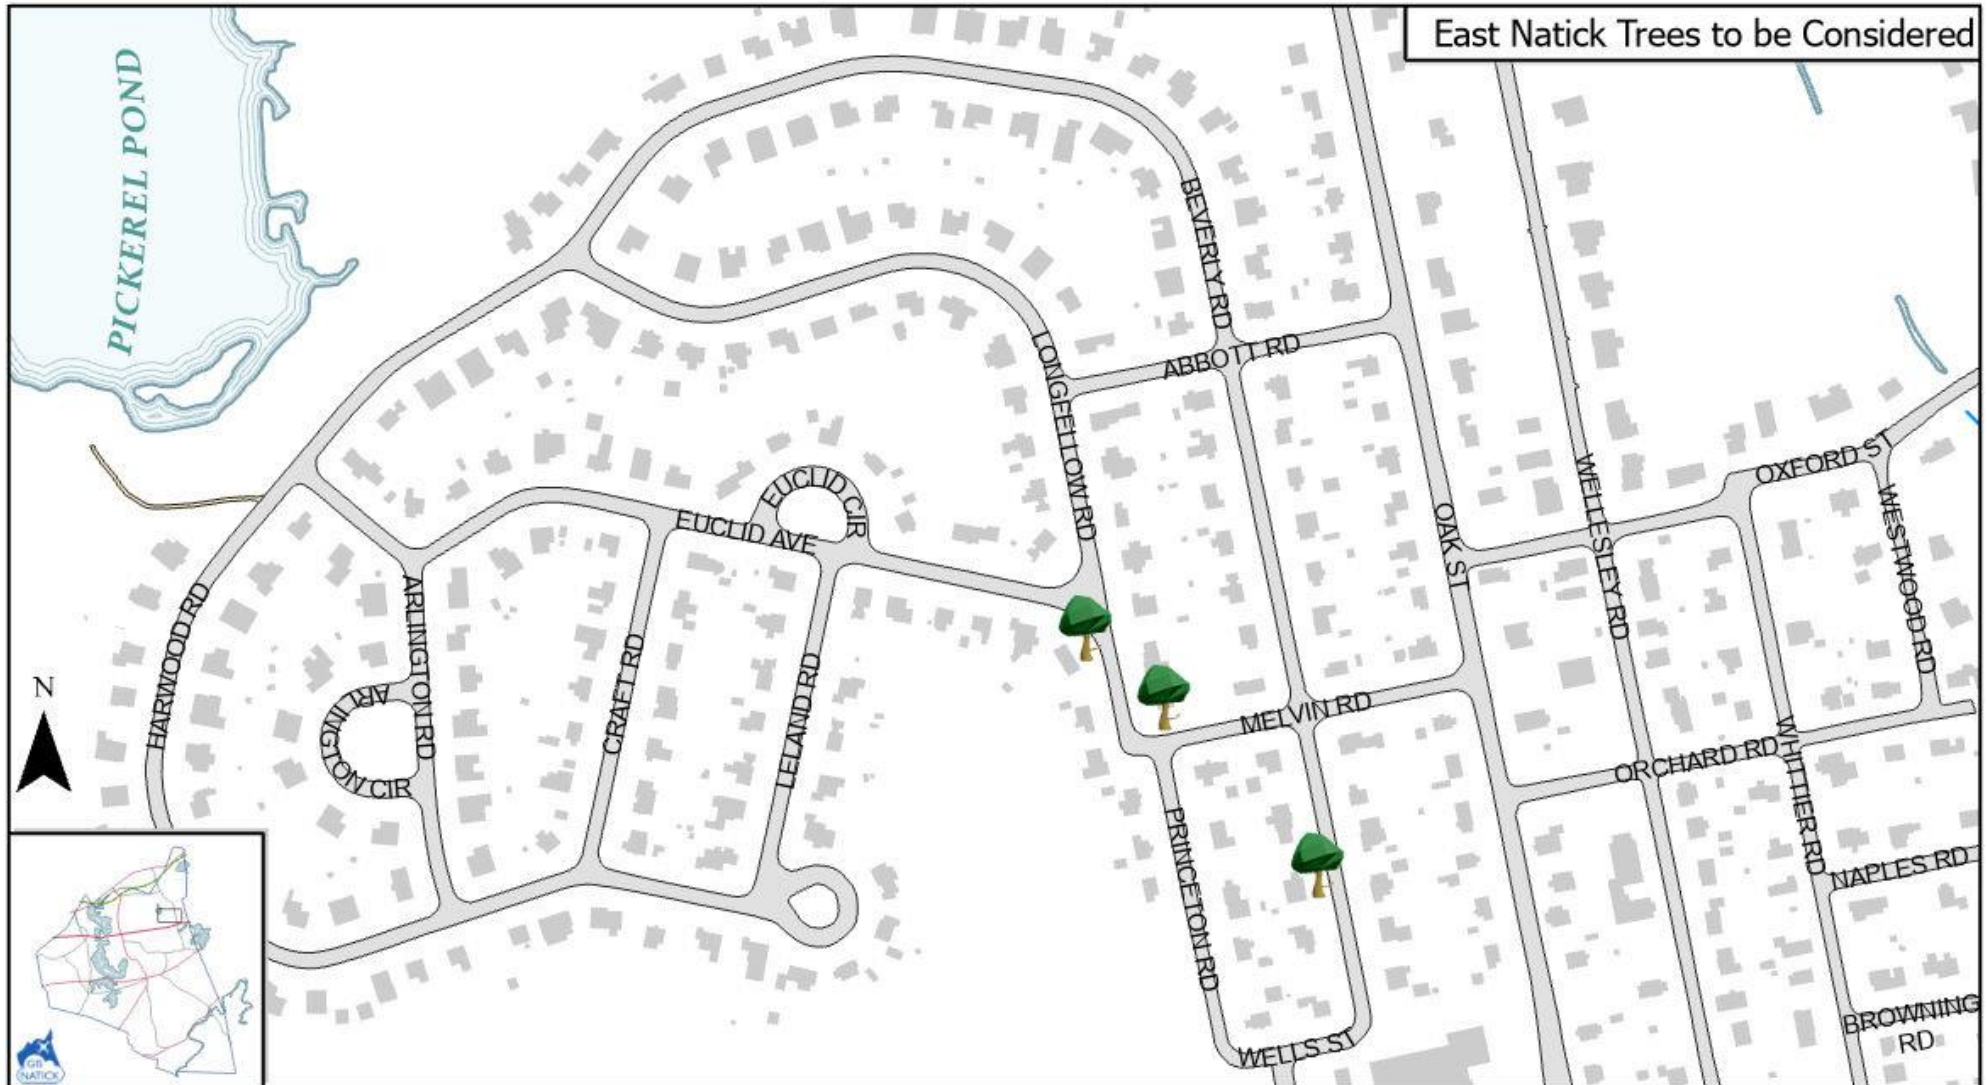 East Natick Trees to be Considered
PICKEREL POND
BEVERLY RD
ABBOTT RD
LONGFELLOW RD
OXFORD ST
EUCLID CIR
EUCLID AVE
OAK ST
WELLESLEY RD
WESTWOOD RD
HARWOOD RD
ARLINGTON RD
ARLINGTON CIR
CRAFT RD
LELAND RD
N
MELVIN RD
ORCHARD RD
WHITTIER RD
PRINCETON RD
NAPLES RD
BROWNING
RD
WELLS ST
GIS
NATICK